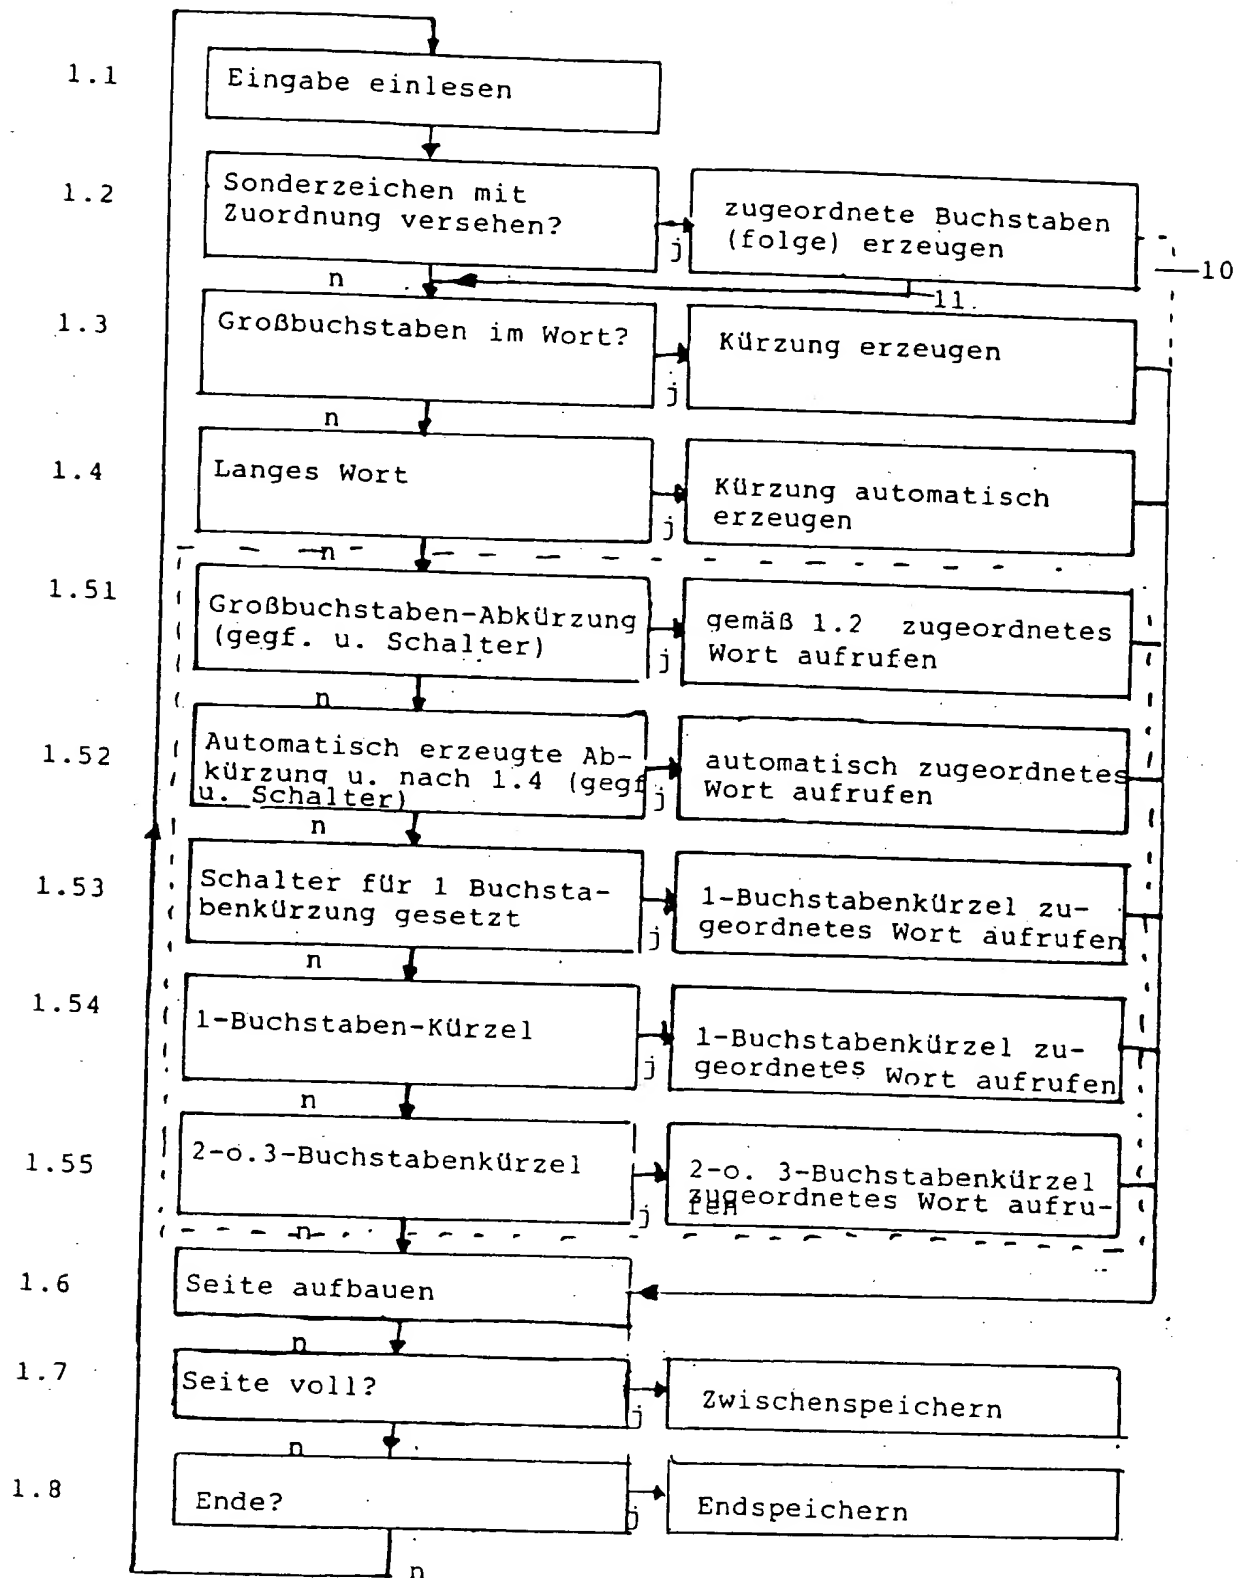 1.1
Eingabe einlesen
1.2
Sonderzeichen mit
Zuordnung versehen?
j
zugeordnete Buchstaben
(folge) erzeugen
10
n
11
1.3
Großbuchstaben im Wort?
j
Kürzung erzeugen
n
1.4
Langes Wort
j
Kürzung automatisch
erzeugen
n
1.51
Großbuchstaben-Abkürzung
(gegf. u. Schalter)
j
gemäß 1.2 zugeordnetes
Wort aufrufen
n
1.52
Automatisch erzeugte Ab-
kürzung u. nach 1.4 (gegf
u. Schalter)
j
automatisch zugeordnetes
Wort aufrufen
n
1.53
Schalter für 1 Buchsta-
benkürzung gesetzt
j
1-Buchstabenkürzel zu-
geordnetes Wort aufrufen
n
1.54
1-Buchstaben-Kürzel
j
1-Buchstabenkürzel zu-
geordnetes Wort aufrufen
n
1.55
2-o.3-Buchstabenkürzel
j
2-o. 3-Buchstabenkürzel
zugeordnetes Wort aufru-
fen
n
1.6
Seite aufbauen
n
1.7
Seite voll?
j
Zwischenspeichern
n
1.8
Ende?
j
Endspeichern
n